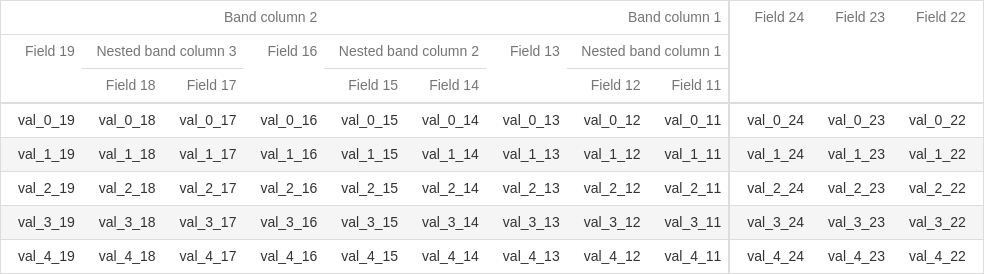 Band column 2 Band column 1 Field 24 Field 23 Field 22
Field 19 Nested band column 3 Field 16 Nested band column 2 Field 13 Nested band column 1
Field 18 Field 17 Field 15 Field 14 Field 12 Field 11
val_0_19 val_0_18 val_0_17 val_0_16 val_0_15 val_0_14 val_0_13 val_0_12 val_0_11 val_0_24 val_0_23 val_0_22
val_1_19 val_1_18 val_1_17 val_1_16 val_1_15 val_1_14 val_1_13 val_1_12 val_1_11 val_1_24 val_1_23 val_1_22
val_2_19 val_2_18 val_2_17 val_2_16 val_2_15 val_2_14 val_2_13 val_2_12 val_2_11 val_2_24 val_2_23 val_2_22
val_3_19 val_3_18 val_3_17 val_3_16 val_3_15 val_3_14 val_3_13 val_3_12 val_3_11 val_3_24 val_3_23 val_3_22
val_4_19 val_4_18 val_4_17 val_4_16 val_4_15 val_4_14 val_4_13 val_4_12 val_4_11 val_4_24 val_4_23 val_4_22